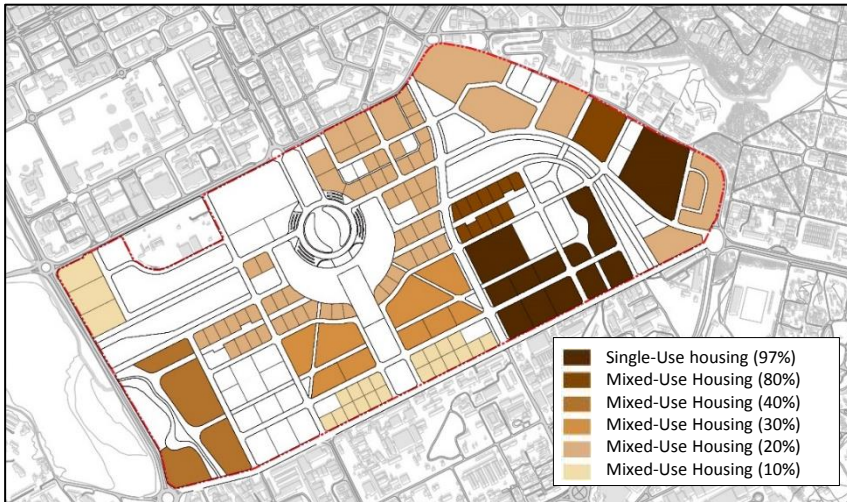 Single-Use housing (97%)
Mixed-Use Housing (80%)
Mixed-Use Housing (40%)
Mixed-Use Housing (30%)
Mixed-Use Housing (20%)
Mixed-Use Housing (10%)